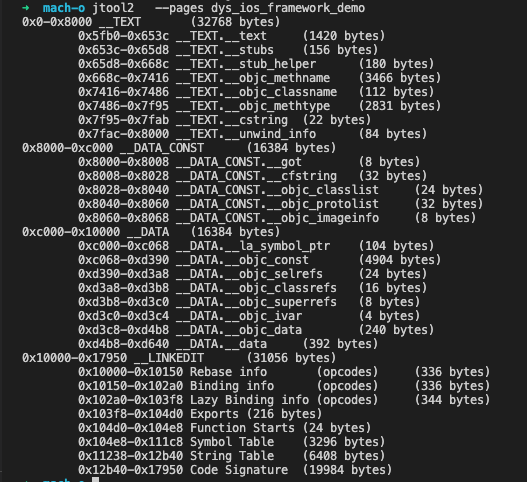 ➜  mach-o jtool2   --pages dys_ios_framework_demo
0x0-0x8000 __TEXT       (32768 bytes)
        0x5fb0-0x653c __TEXT.__text     (1420 bytes)
        0x653c-0x65d8 __TEXT.__stubs    (156 bytes)
        0x65d8-0x668c __TEXT.__stub_helper      (180 bytes)
        0x668c-0x7416 __TEXT.__objc_methname    (3466 bytes)
        0x7416-0x7486 __TEXT.__objc_classname   (112 bytes)
        0x7486-0x7f95 __TEXT.__objc_methtype    (2831 bytes)
        0x7f95-0x7fab __TEXT.__cstring  (22 bytes)
        0x7fac-0x8000 __TEXT.__unwind_info      (84 bytes)
0x8000-0xc000 __DATA_CONST      (16384 bytes)
        0x8000-0x8008 __DATA_CONST.__got        (8 bytes)
        0x8008-0x8028 __DATA_CONST.__cfstring   (32 bytes)
        0x8028-0x8040 __DATA_CONST.__objc_classlist     (24 bytes)
        0x8040-0x8060 __DATA_CONST.__objc_protolist     (32 bytes)
        0x8060-0x8068 __DATA_CONST.__objc_imageinfo     (8 bytes)
0xc000-0x10000 __DATA   (16384 bytes)
        0xc000-0xc068 __DATA.__la_symbol_ptr    (104 bytes)
        0xc068-0xd390 __DATA.__objc_const       (4904 bytes)
        0xd390-0xd3a8 __DATA.__objc_selrefs     (24 bytes)
        0xd3a8-0xd3b8 __DATA.__objc_classrefs   (16 bytes)
        0xd3b8-0xd3c0 __DATA.__objc_superrefs   (8 bytes)
        0xd3c0-0xd3c4 __DATA.__objc_ivar        (4 bytes)
        0xd3c8-0xd4b8 __DATA.__objc_data        (240 bytes)
        0xd4b8-0xd640 __DATA.__data     (392 bytes)
0x10000-0x17950 __LINKEDIT      (31056 bytes)
        0x10000-0x10150 Rebase info       (opcodes)     (336 bytes)
        0x10150-0x102a0 Binding info      (opcodes)     (336 bytes)
        0x102a0-0x103f8 Lazy Binding info (opcodes)     (344 bytes)
        0x103f8-0x104d0 Exports (216 bytes)
        0x104d0-0x104e8 Function Starts (24 bytes)
        0x104e8-0x111c8 Symbol Table    (3296 bytes)
        0x11238-0x12b40 String Table    (6408 bytes)
        0x12b40-0x17950 Code Signature  (19984 bytes)
➜  mach-o